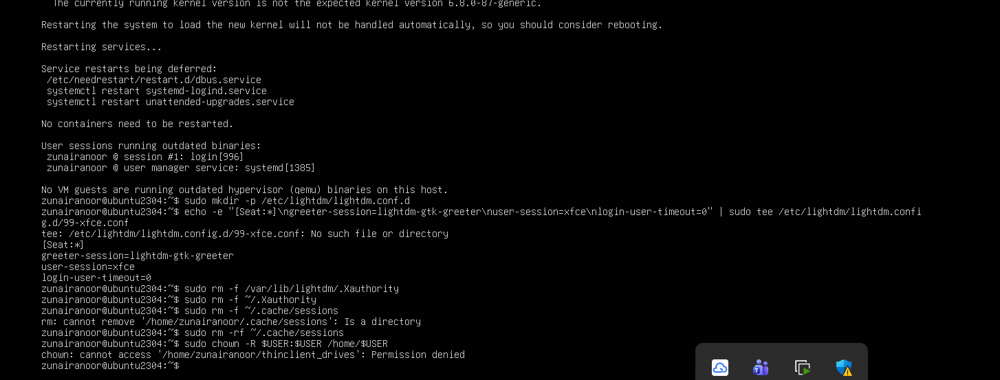 The currently running kernel version is not the expected kernel version 6.8.0-87-generic.
Restarting the system to load the new kernel will not be handled automatically, so you should consider rebooting.
Restarting services...
Service restarts being deferred:
/etc/needrestart/restart.d/dbus.service
systemctl restart systemd-logind.service
systemctl restart unattended-upgrades.service
No containers need to be restarted.
User sessions running outdated binaries:
zunairanoor @ session #1: login[996]
zunairanoor @ user manager service: systemd[1385]
No VM guests are running outdated hypervisor (qemu) binaries on this host.
zunairanoor@ubuntu2304:~$ sudo mkdir -p /etc/lightdm/lightdm.conf.d
zunairanoor@ubuntu2304:~$ echo -e "[Seat:*]\ngreeter-session=lightdm-gtk-greeter\nuser-session=xfce\nlogin-user-timeout=0" | sudo tee /etc/lightdm/lightdm.confi
g.d/99-xfce.conf
tee: /etc/lightdm/lightdm.config.d/99-xfce.conf: No such file or directory
[Seat:*]
greeter-session=lightdm-gtk-greeter
user-session=xfce
login-user-timeout=0
zunairanoor@ubuntu2304:~$ sudo rm -f /var/lib/lightdm/.Xauthority
zunairanoor@ubuntu2304:~$ sudo rm -f ~/.Xauthority
zunairanoor@ubuntu2304:~$ sudo rm -f ~/.cache/sessions
rm: cannot remove '/home/zunairanoor/.cache/sessions': Is a directory
zunairanoor@ubuntu2304:~$ sudo rm -rf ~/.cache/sessions
zunairanoor@ubuntu2304:~$ sudo chown -R $USER:$USER /home/$USER
chown: cannot access '/home/zunairanoor/thinclient_drives': Permission denied
zunairanoor@ubuntu2304:~$